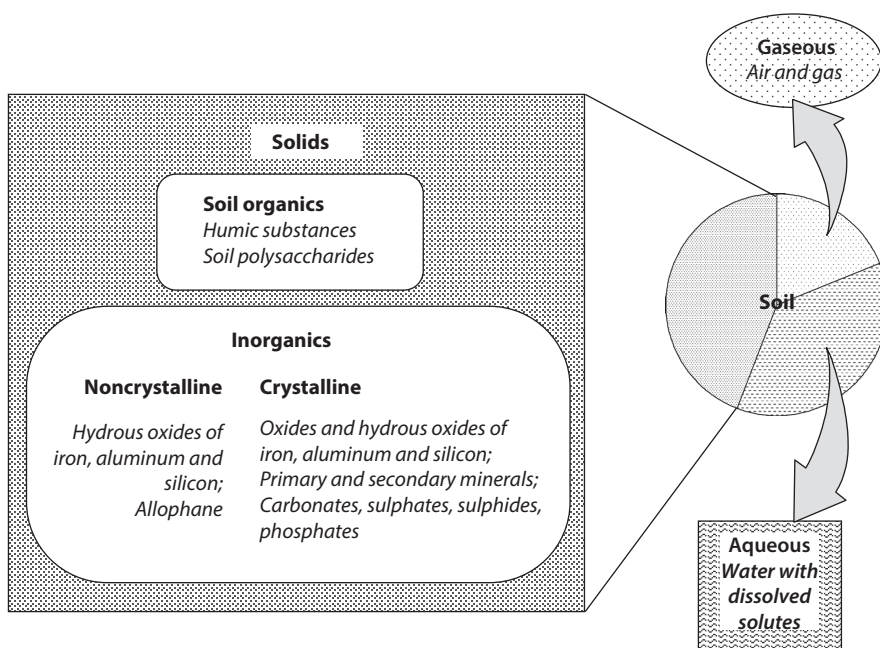 Gaseous
Air and gas
Solids
Soil organics
Humic substances
Soil polysaccharides
Soil
Inorganics
Noncrystalline
Hydrous oxides of
iron, aluminum and
silicon;
Allophane
Crystalline
Oxides and hydrous oxides of
iron, aluminum and silicon;
Primary and secondary minerals;
Carbonates, sulphates, sulphides,
phosphates
Aqueous
Water with
dissolved
solutes